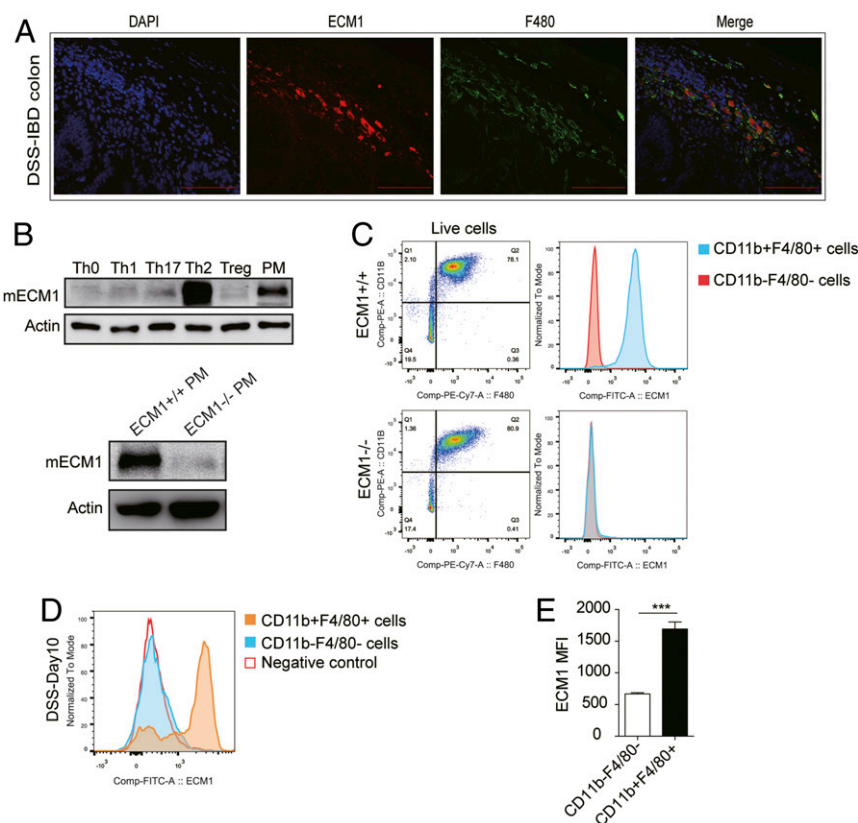 A
DAPI ECM1 F480 Merge
DSS-IBD colon
B
Th0 Th1 Th17 Th2 Treg PM
mECM1
Actin
ECM1+/+ PM
ECM1-/- PM
mECM1
Actin
C
Live cells
ECM1+/+
Comp-PE-A :: CD11B
Q1
2.10
Q2
78.1
Q4
19.5
Q3
0.36
Comp-PE-Cy7-A :: F480
Normalized To Mode
Comp-FITC-A :: ECM1
CD11b+F4/80+ cells
CD11b-F4/80- cells
ECM1-/-
Comp-PE-A :: CD11B
Q1
1.36
Q2
80.9
Q4
17.4
Q3
0.41
Comp-PE-Cy7-A :: F480
Normalized To Mode
Comp-FITC-A :: ECM1
D
DSS-Day10
Normalized To Mode
100
80
60
40
20
0
Comp-FITC-A :: ECM1
CD11b+F4/80+ cells
CD11b-F4/80- cells
Negative control
E
ECM1 MFI
2000
1500
1000
500
0
***
CD11b-F4/80-
CD11b+F4/80+